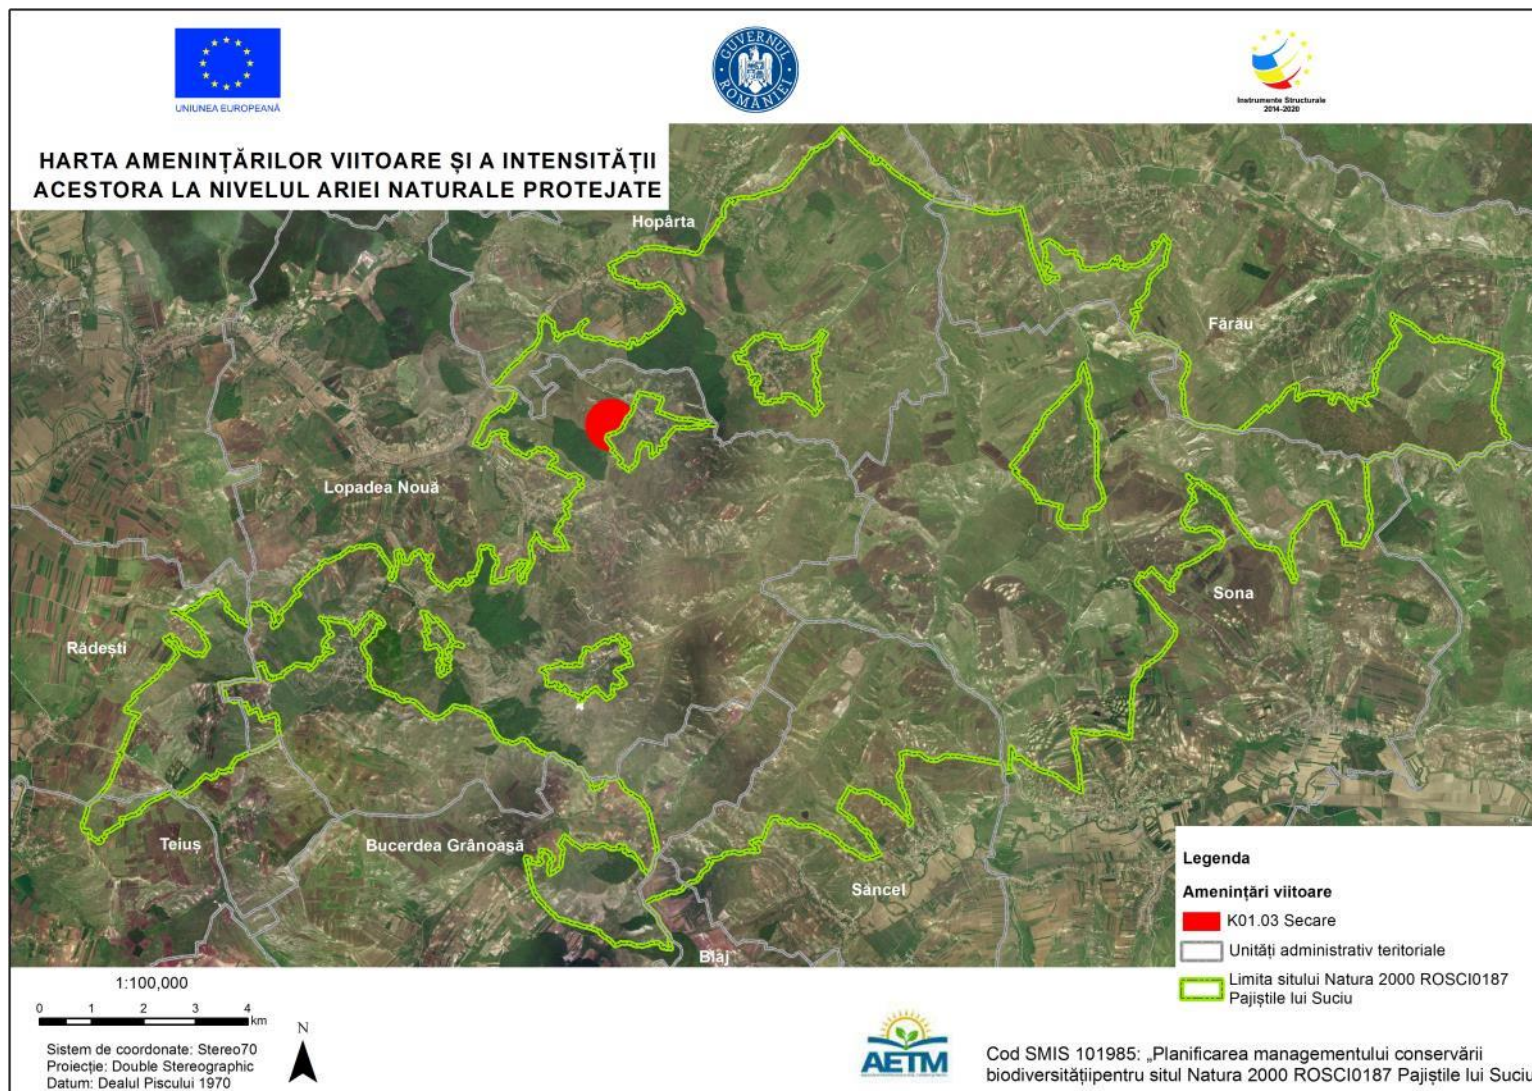 UNIUNEA EUROPEANĂ
GUVERNUL
ROMÂNIEI
Instrumente Structurale
2014-2020
HARTA AMENINȚĂRILOR VIITOARE ȘI A INTENSITĂȚII
ACESTORA LA NIVELUL ARIEI NATURALE PROTEJATE
Hopârta
Fărău
Lopadea Nouă
Sona
Rădești
Teiuș
Bucerdea Grânoașă
Sâncel
Blaj
Legenda
Amenințări viitoare
K01.03 Secare
Unități administrativ teritoriale
Limita sitului Natura 2000 ROSCI0187
Pajiștile lui Suciu
1:100,000
0 1 2 3 4
km
N
Sistem de coordonate: Stereo70
Proiecție: Double Stereographic
Datum: Dealul Piscului 1970
AETM
Cod SMIS 101985: „Planificarea managementului conservării
biodiversitățiipentru situl Natura 2000 ROSCI0187 Pajiștile lui Suciu